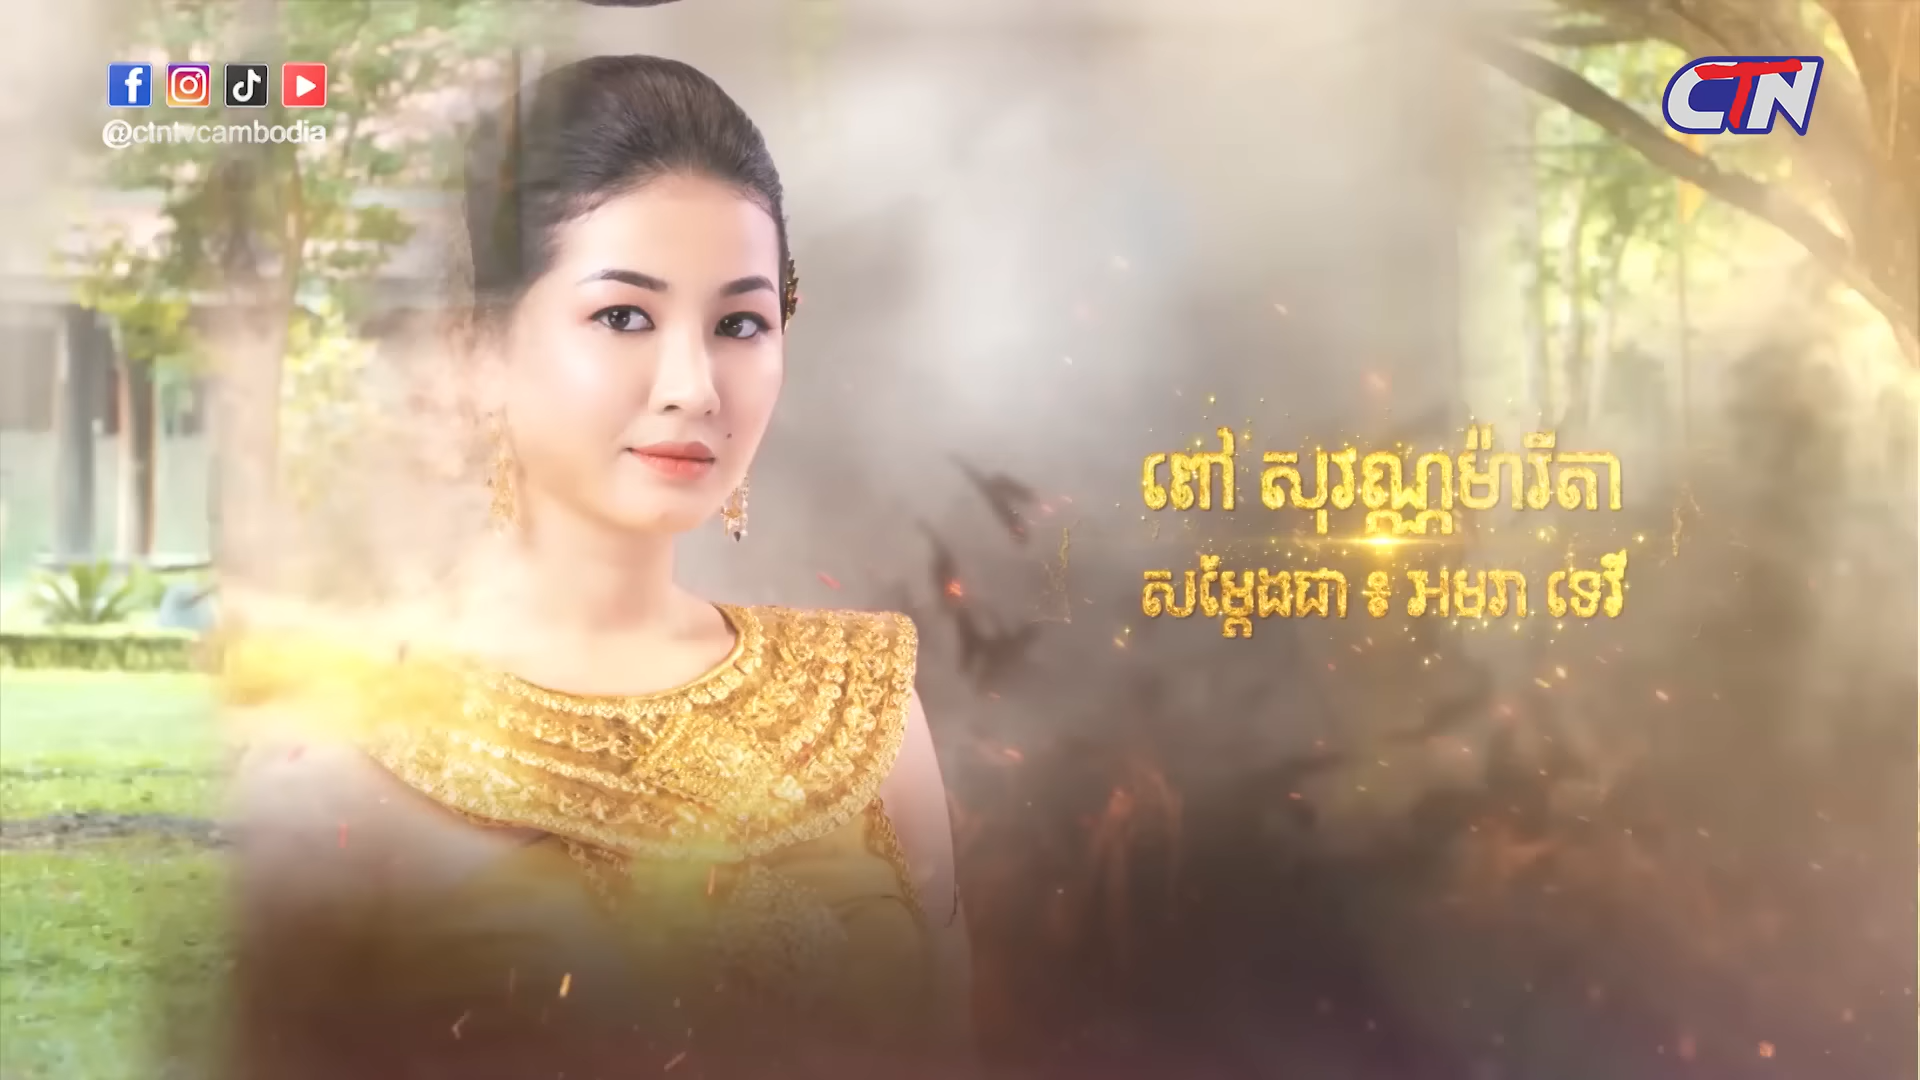 @ctntvcambodia
CTN
ពៅ សុវណ្ណម៉ារីតា
សម្ដែងជា ៖ អមរា ទេវី